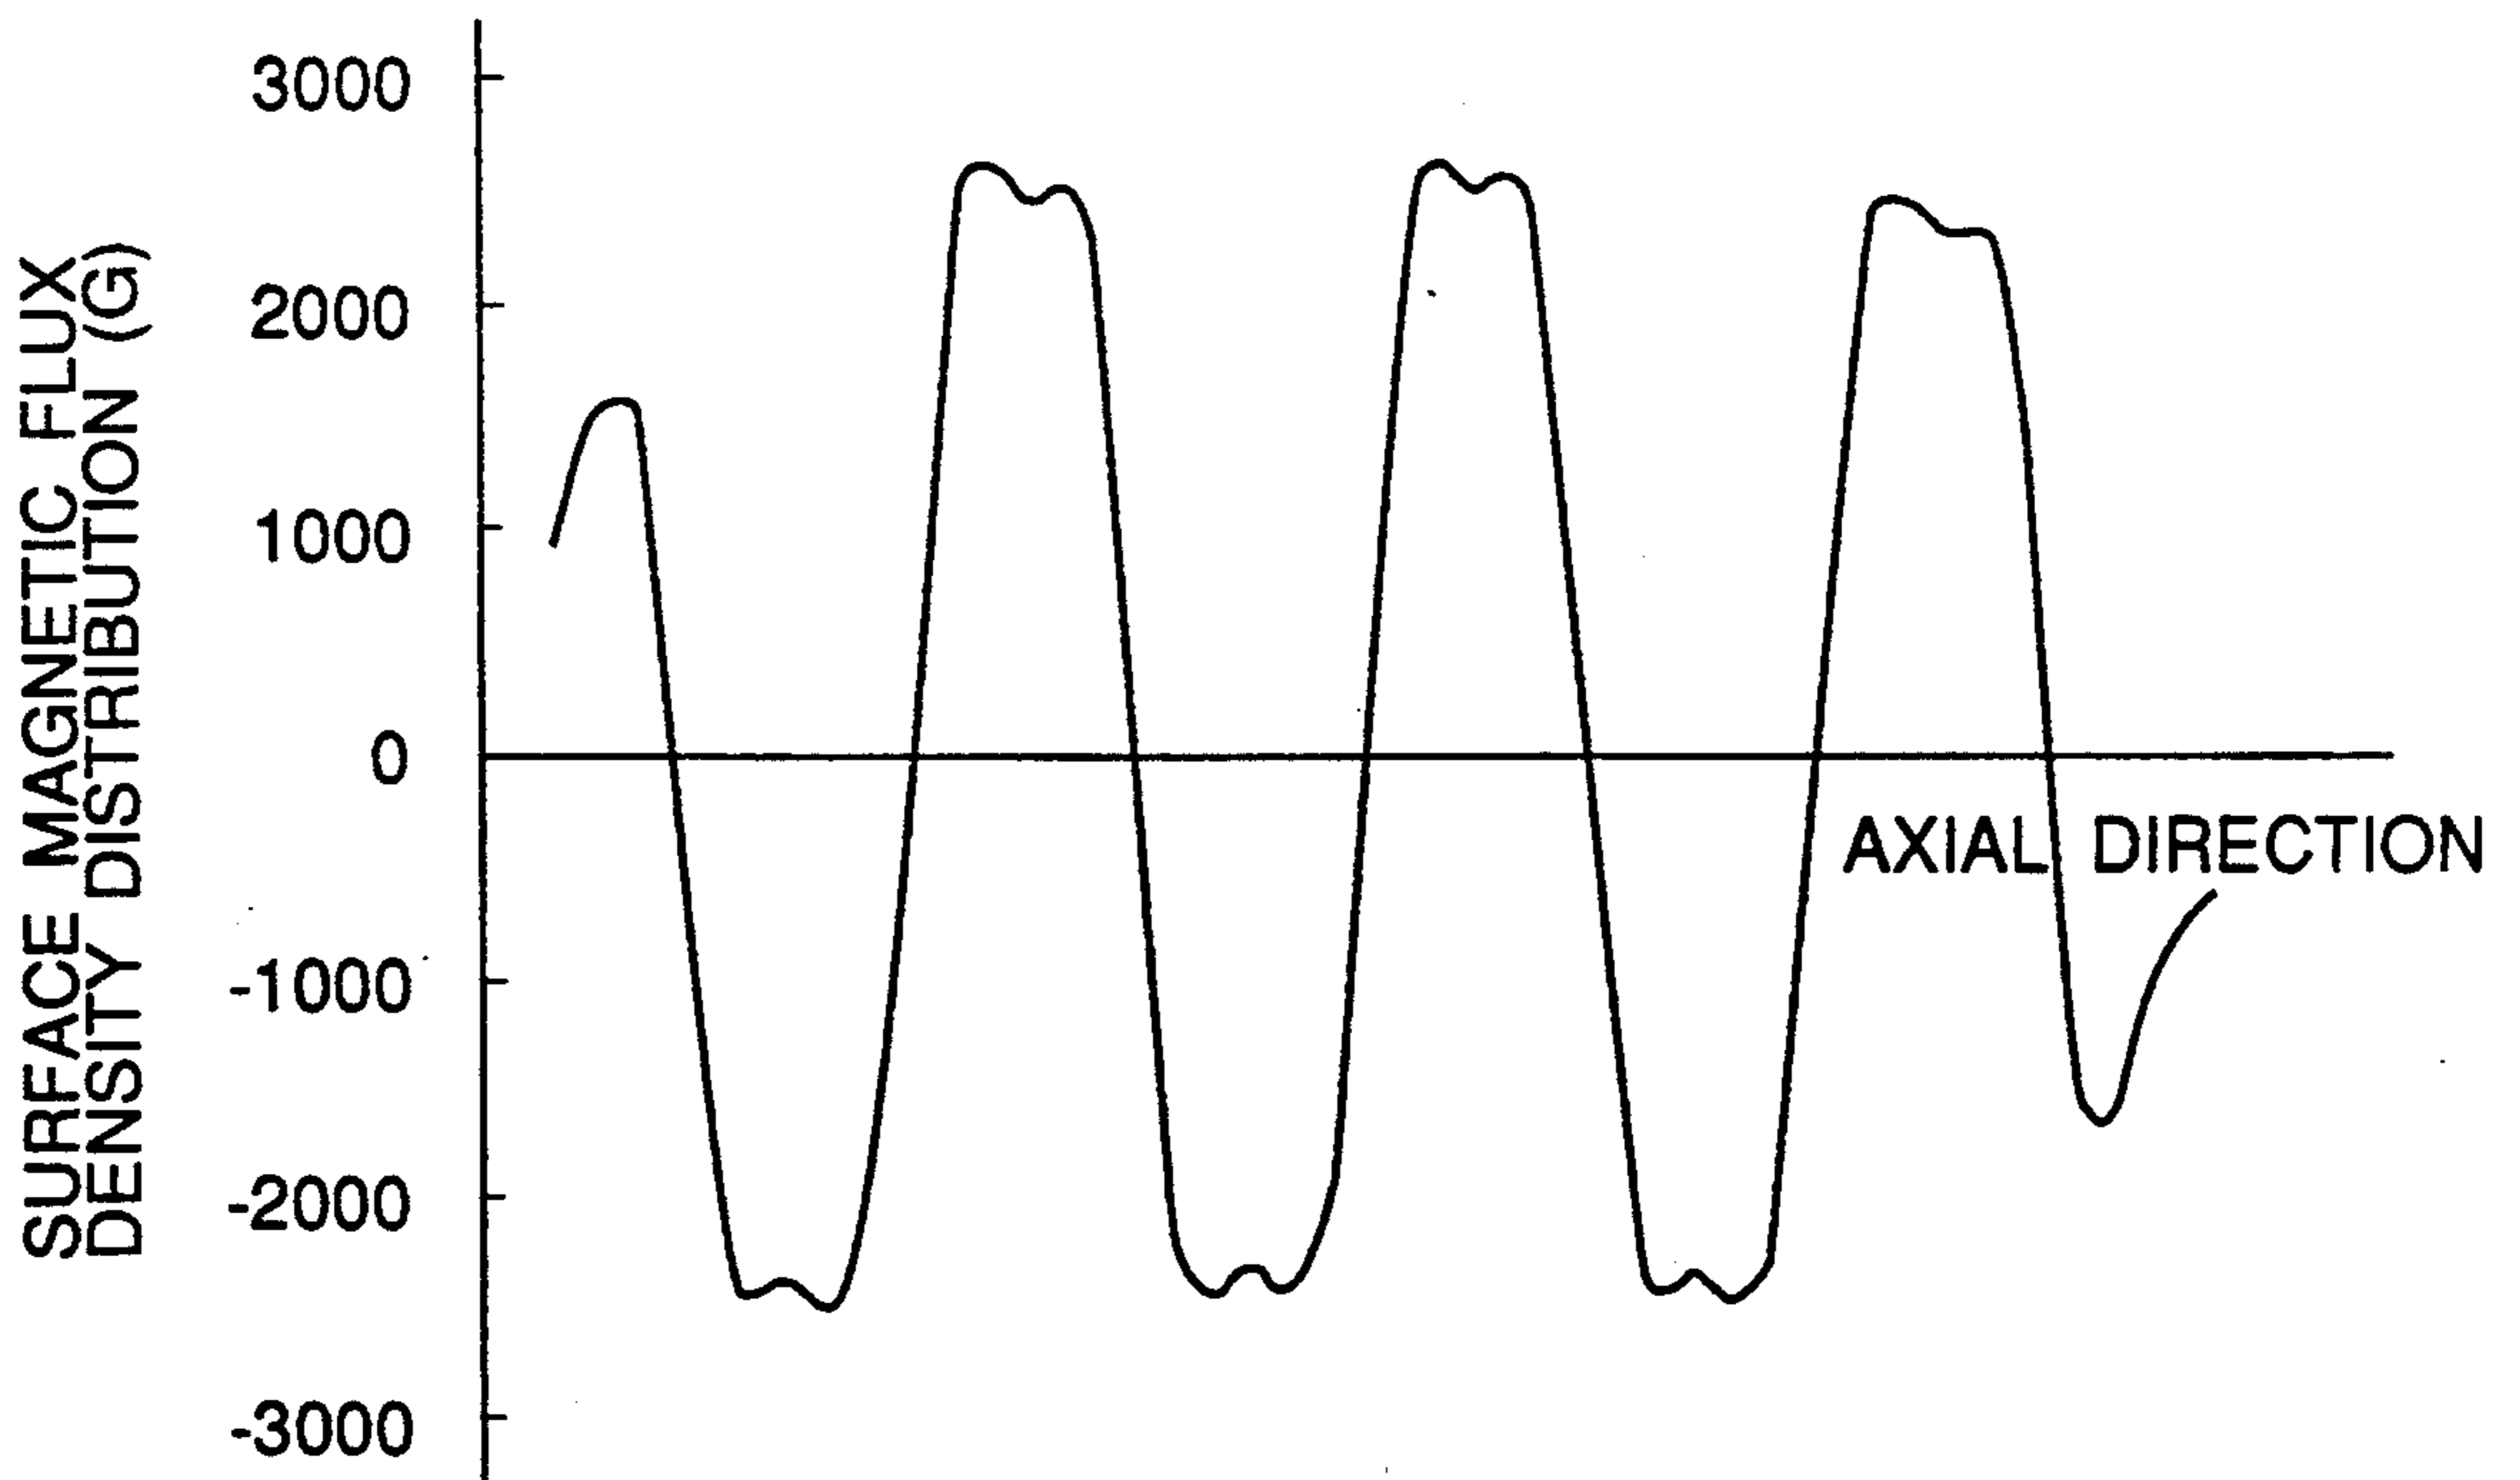 SURFACE MAGNETIC FLUX
DENSITY DISTRIBUTION (G)
3000
2000
1000
0
-1000
-2000
-3000
AXIAL DIRECTION